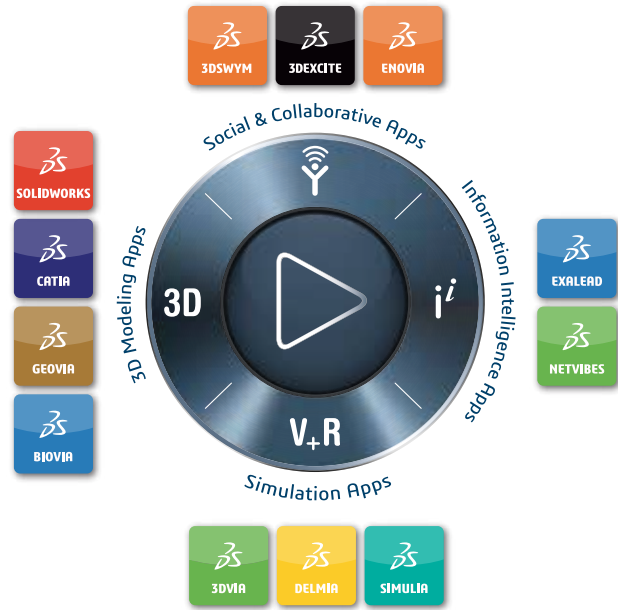 3DSWYM
3DEXCITE
ENOVIA
Social & Collaborative Apps
SOLIDWORKS
CATIA
GEOVIA
BIOVIA
3D Modeling Apps
3D
iⁱ
V₊R
Information Intelligence Apps
EXALEAD
NETVIBES
Simulation Apps
3DVIA
DELMIA
SIMULIA